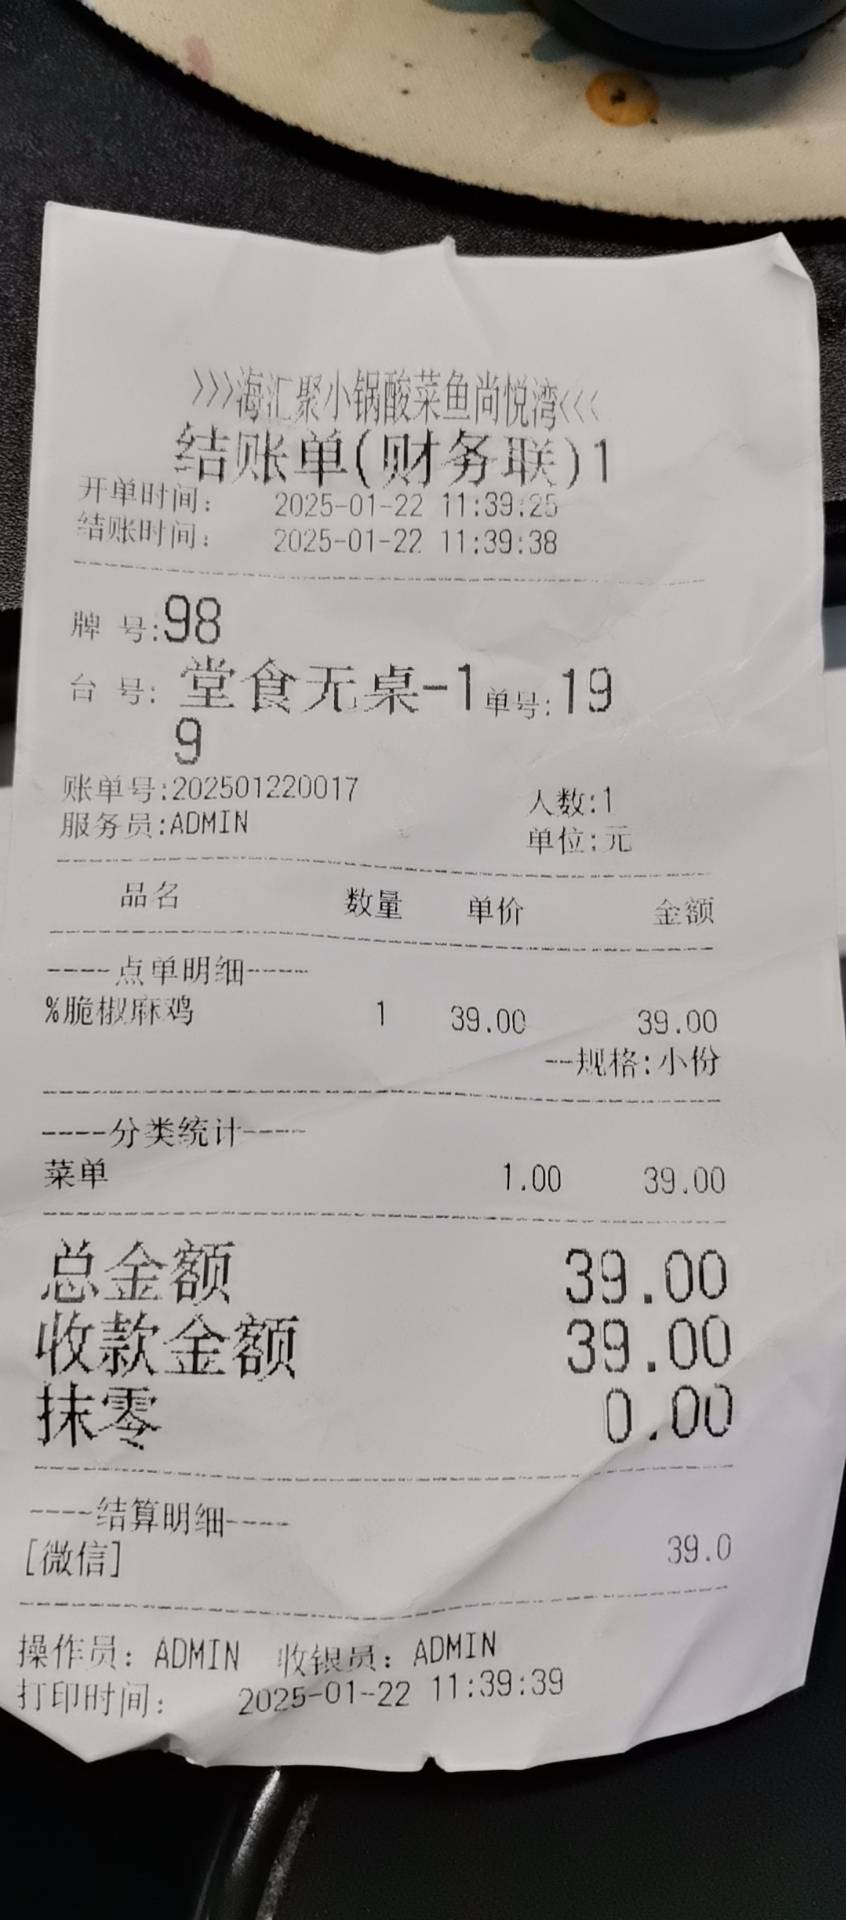 >>>海汇聚小锅酸菜鱼尚悦湾<<<
结账单(财务联)1
开单时间: 2025-01-22 11:39:25
结账时间: 2025-01-22 11:39:38
牌 号:98
台 号: 堂食无桌-1 单号:19
9
账单号:202501220017 人数:1
服务员:ADMIN 单位:元
品名 数量 单价 金额
----点单明细----
%脆椒麻鸡 1 39.00 39.00
--规格:小份
----分类统计----
菜单 1.00 39.00
总金额 39.00
收款金额 39.00
抹零 0.00
----结算明细----
[微信] 39.0
操作员: ADMIN 收银员: ADMIN
打印时间: 2025-01-22 11:39:39